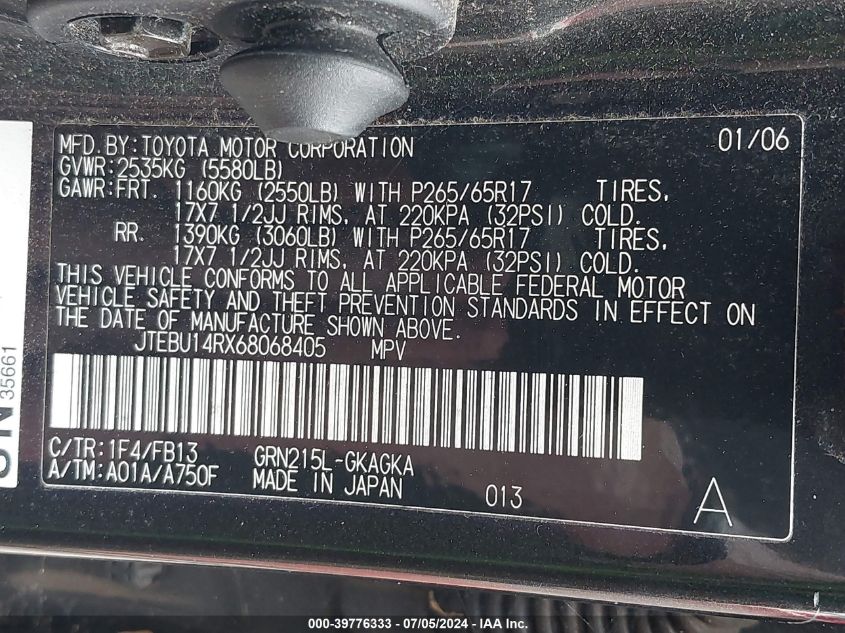 MFD.BY:TOYOTA MOTOR CORPORATION 01/06
GVWR:2535KG (5580LB)
GAWR:FRT. 1160KG (2550LB) WITH P265/65R17 TIRES,
17X7 1/2JJ RIMS, AT 220KPA (32PSI) COLD.
RR. 1390KG (3060LB) WITH P265/65R17 TIRES,
17X7 1/2JJ RIMS, AT 220KPA (32PSI) COLD.
THIS VEHICLE CONFORMS TO ALL APPLICABLE FEDERAL MOTOR
VEHICLE SAFETY AND THEFT PREVENTION STANDARDS IN EFFECT ON
THE DATE OF MANUFACTURE SHOWN ABOVE.
JTEBU14RX68068405 MPV
C/TR:1F4/FB13 GRN215L-GKAGKA
A/TM:A01A/A750F MADE IN JAPAN 013 A
35661
000-39776333 - 07/05/2024 - IAA Inc.